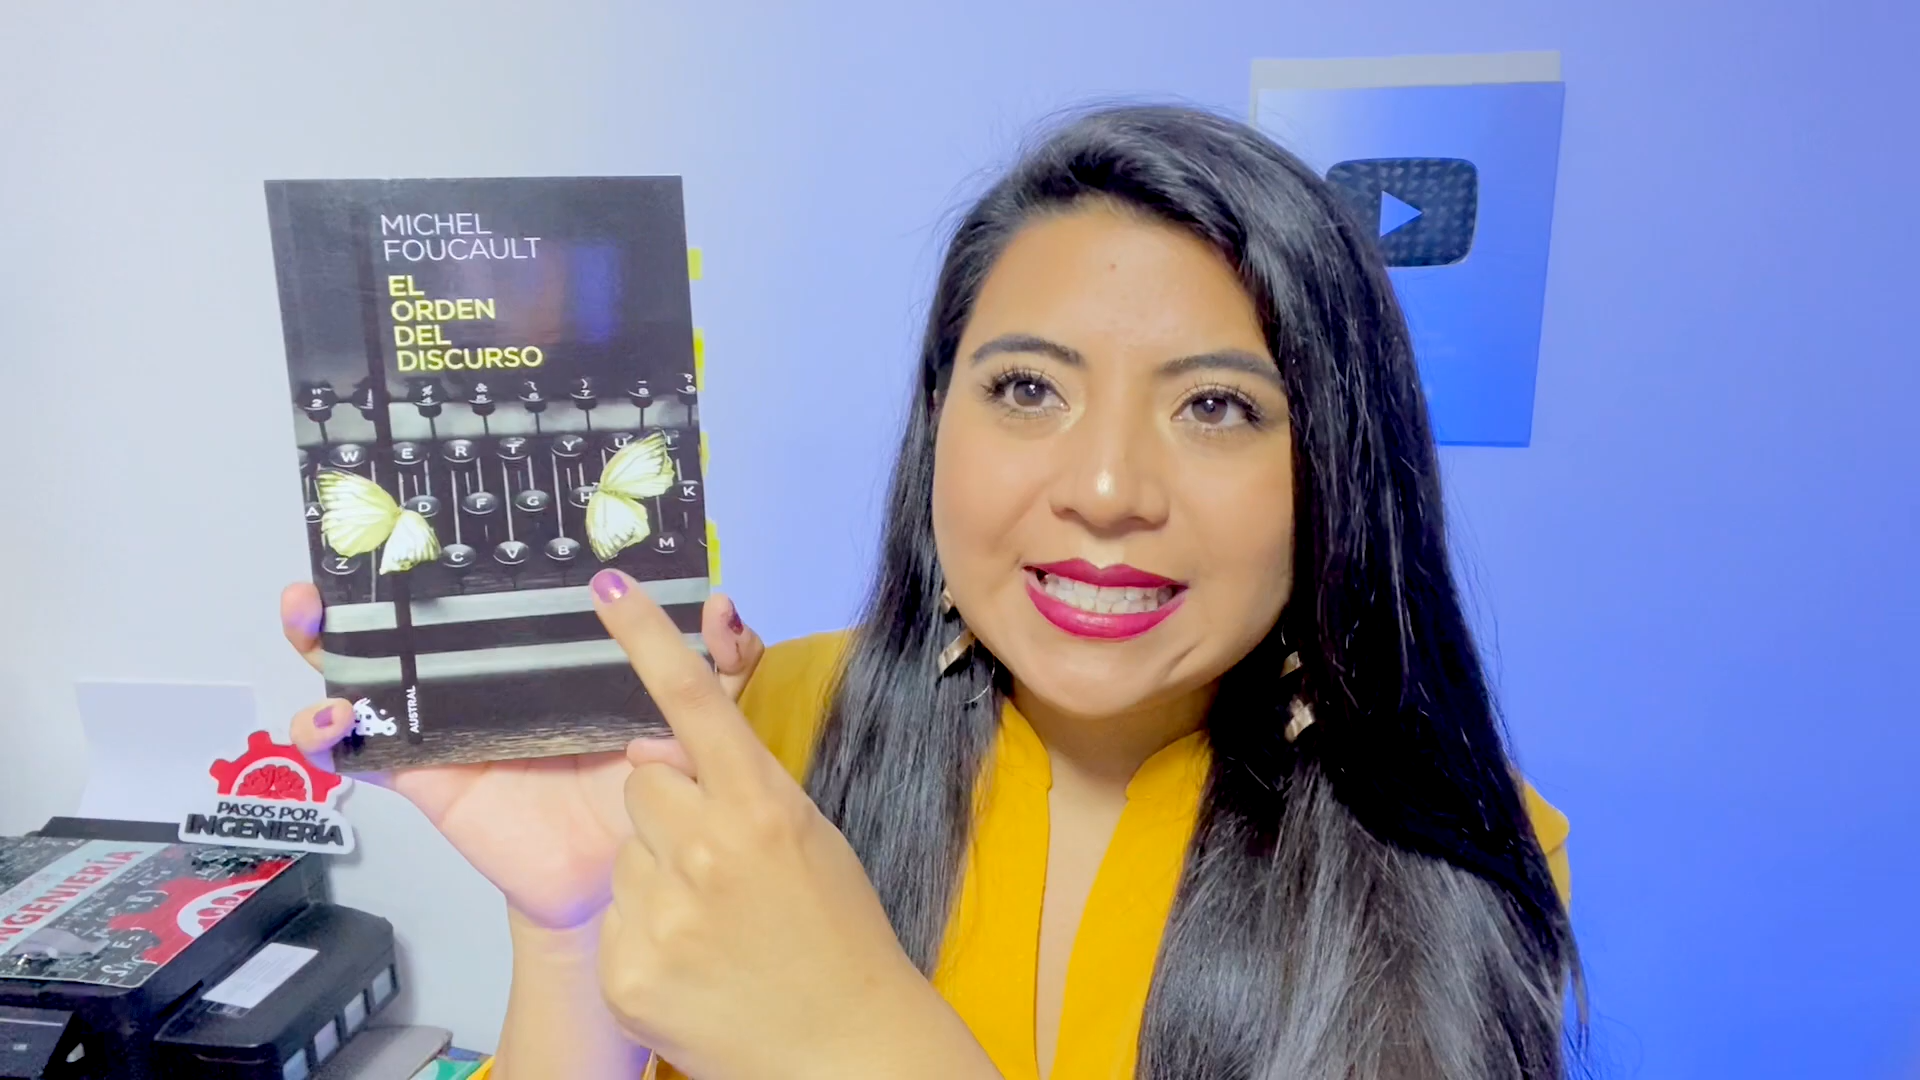 MICHEL
FOUCAULT
EL
ORDEN
DEL
DISCURSO
W E R T Y U I
A D F G H K
Z C V B M
AUSTRAL
PASOS POR
INGENIERÍA
INGENIERÍA